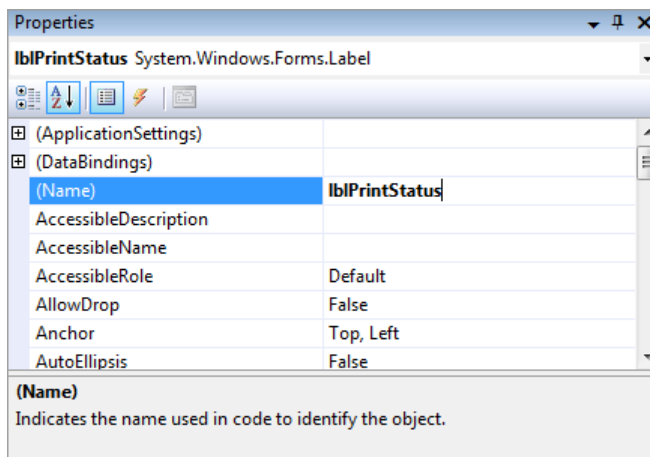 Properties
lblPrintStatus System.Windows.Forms.Label
A
Z
(ApplicationSettings)
(DataBindings)
(Name) lblPrintStatus
AccessibleDescription
AccessibleName
AccessibleRole Default
AllowDrop False
Anchor Top, Left
AutoEllipsis False
(Name)
Indicates the name used in code to identify the object.